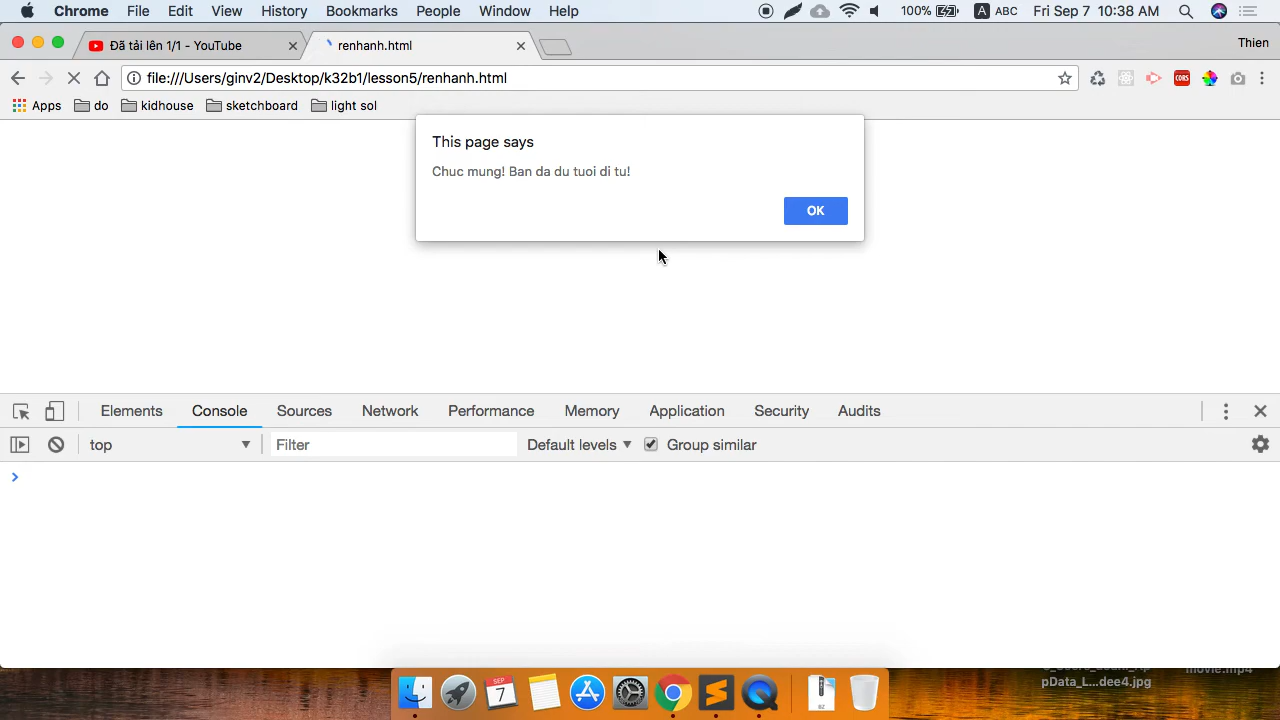 Chrome File Edit View History Bookmarks People Window Help 100% A ABC Fri Sep 7 10:38 AM
Đã tải lên 1/1 - YouTube renhanh.html Thien
file:///Users/ginv2/Desktop/k32b1/lesson5/renhanh.html CORS
Apps do kidhouse sketchboard light sol
This page says
Chuc mung! Ban da du tuoi di tu!
OK
Elements Console Sources Network Performance Memory Application Security Audits
top Filter Default levels Group similar
movie.mp4
pData_L...dee4.jpg
SEP
7